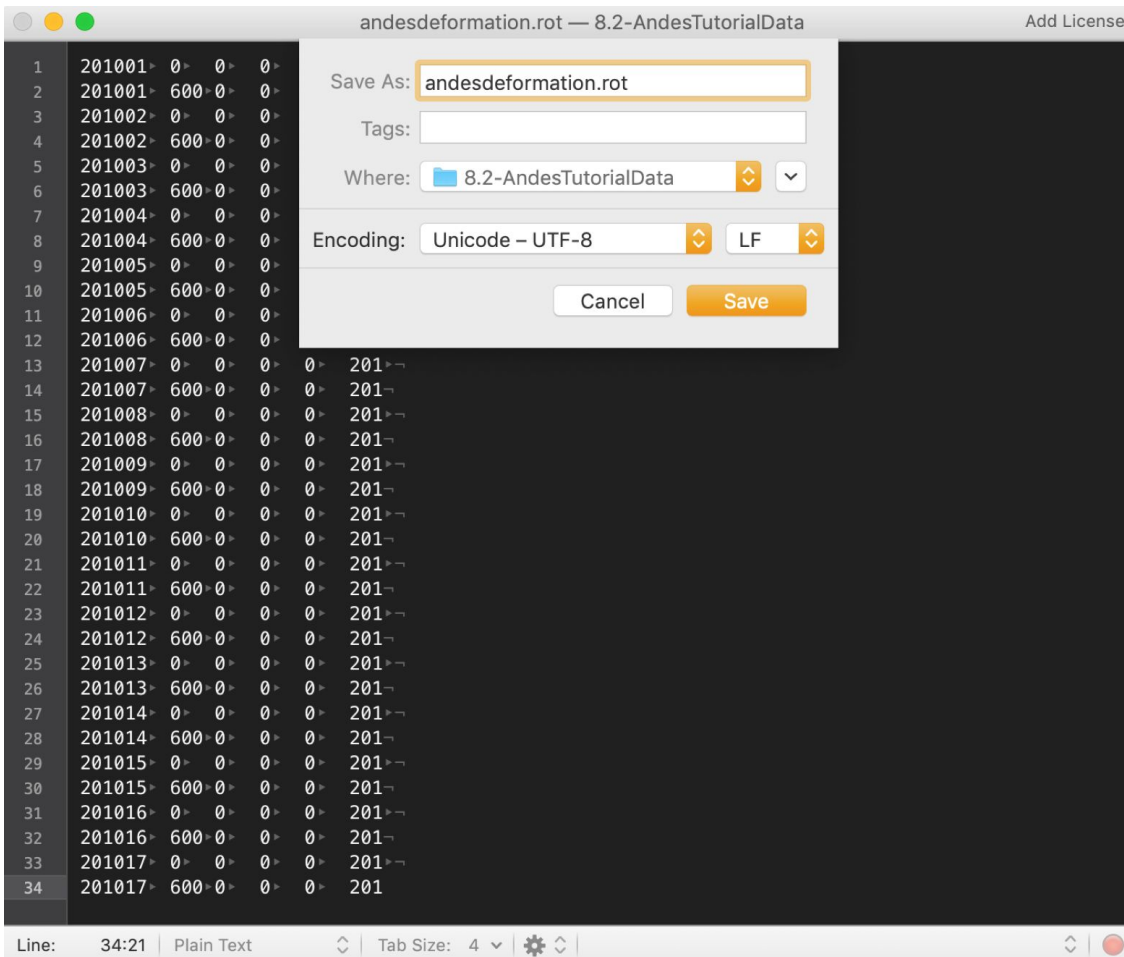 andesdeformation.rot — 8.2-AndesTutorialData Add License
Save As: andesdeformation.rot
Tags:
Where: 8.2-AndesTutorialData
Encoding: Unicode – UTF-8 LF
Cancel Save
1 201001▸ 0▸ 0▸ 0▸
2 201001▸ 600▸0▸ 0▸
3 201002▸ 0▸ 0▸ 0▸
4 201002▸ 600▸0▸ 0▸
5 201003▸ 0▸ 0▸ 0▸
6 201003▸ 600▸0▸ 0▸
7 201004▸ 0▸ 0▸ 0▸
8 201004▸ 600▸0▸ 0▸
9 201005▸ 0▸ 0▸ 0▸
10 201005▸ 600▸0▸ 0▸
11 201006▸ 0▸ 0▸ 0▸
12 201006▸ 600▸0▸ 0▸
13 201007▸ 0▸ 0▸ 0▸ 0▸ 201▸¬
14 201007▸ 600▸0▸ 0▸ 0▸ 201¬
15 201008▸ 0▸ 0▸ 0▸ 0▸ 201▸¬
16 201008▸ 600▸0▸ 0▸ 0▸ 201¬
17 201009▸ 0▸ 0▸ 0▸ 0▸ 201▸¬
18 201009▸ 600▸0▸ 0▸ 0▸ 201¬
19 201010▸ 0▸ 0▸ 0▸ 0▸ 201▸¬
20 201010▸ 600▸0▸ 0▸ 0▸ 201¬
21 201011▸ 0▸ 0▸ 0▸ 0▸ 201▸¬
22 201011▸ 600▸0▸ 0▸ 0▸ 201¬
23 201012▸ 0▸ 0▸ 0▸ 0▸ 201▸¬
24 201012▸ 600▸0▸ 0▸ 0▸ 201¬
25 201013▸ 0▸ 0▸ 0▸ 0▸ 201▸¬
26 201013▸ 600▸0▸ 0▸ 0▸ 201¬
27 201014▸ 0▸ 0▸ 0▸ 0▸ 201▸¬
28 201014▸ 600▸0▸ 0▸ 0▸ 201¬
29 201015▸ 0▸ 0▸ 0▸ 0▸ 201▸¬
30 201015▸ 600▸0▸ 0▸ 0▸ 201¬
31 201016▸ 0▸ 0▸ 0▸ 0▸ 201▸¬
32 201016▸ 600▸0▸ 0▸ 0▸ 201¬
33 201017▸ 0▸ 0▸ 0▸ 0▸ 201▸¬
34 201017▸ 600▸0▸ 0▸ 0▸ 201
Line: 34:21 Plain Text Tab Size: 4